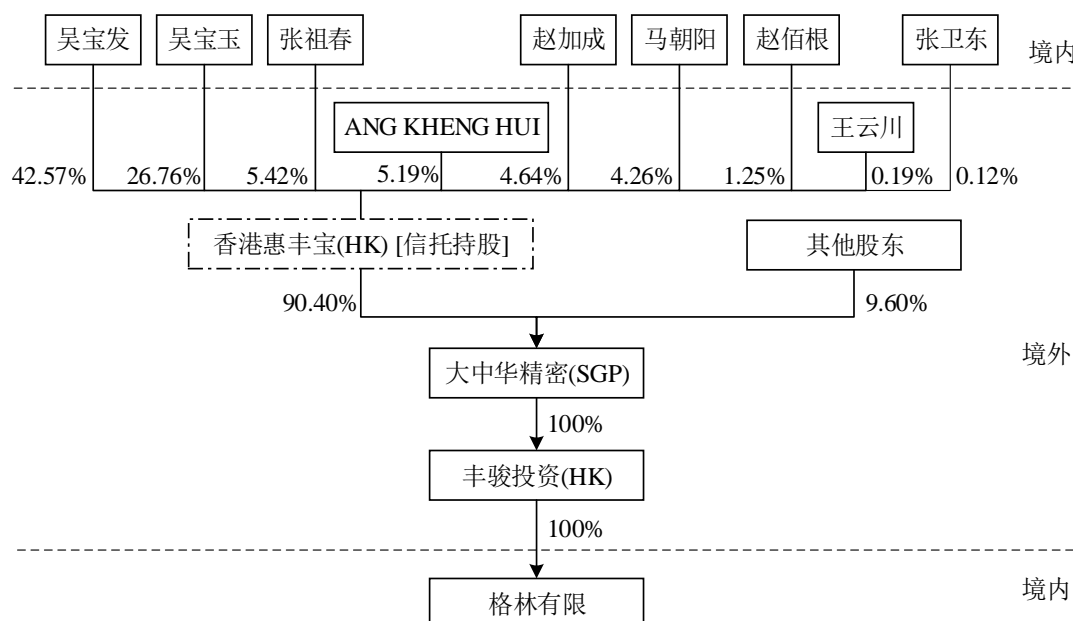 吴宝发
吴宝玉
张祖春
赵加成
马朝阳
赵佰根
张卫东
境内
ANG KHENG HUI
王云川
42.57%
26.76%
5.42%
5.19%
4.64%
4.26%
1.25%
0.19%
0.12%
香港惠丰宝(HK) [信托持股]
其他股东
90.40%
9.60%
境外
大中华精密(SGP)
100%
丰骏投资(HK)
100%
境内
格林有限